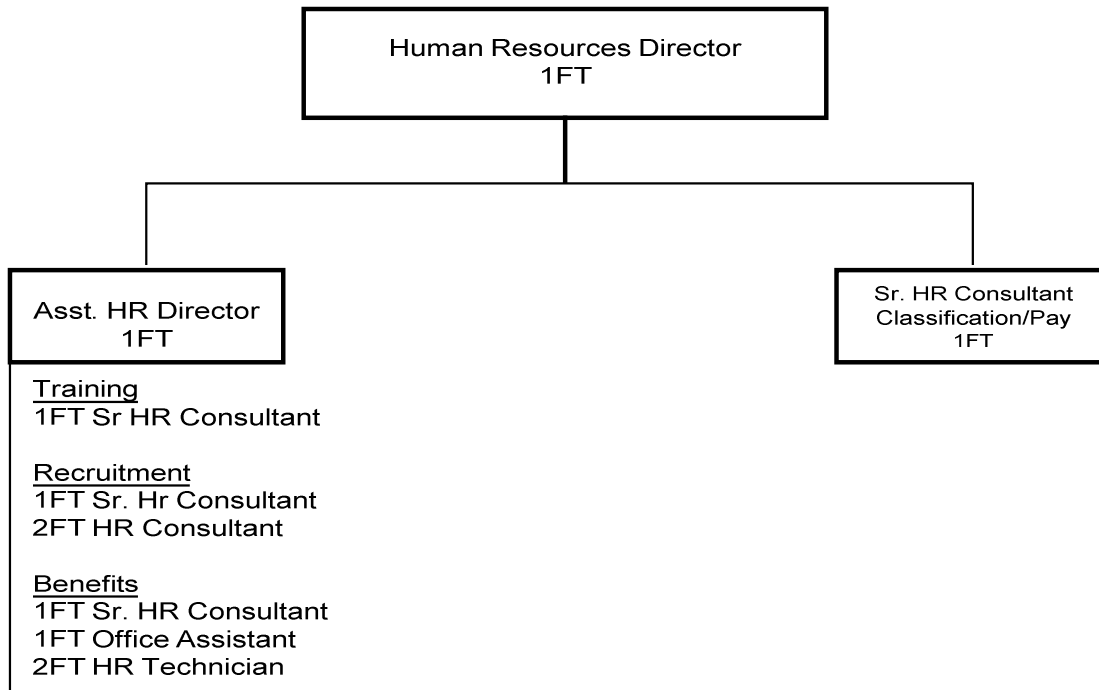 Human Resources Director
1FT
Asst. HR Director
1FT
Sr. HR Consultant
Classification/Pay
1FT
Training
1FT Sr HR Consultant
Recruitment
1FT Sr. Hr Consultant
2FT HR Consultant
Benefits
1FT Sr. HR Consultant
1FT Office Assistant
2FT HR Technician